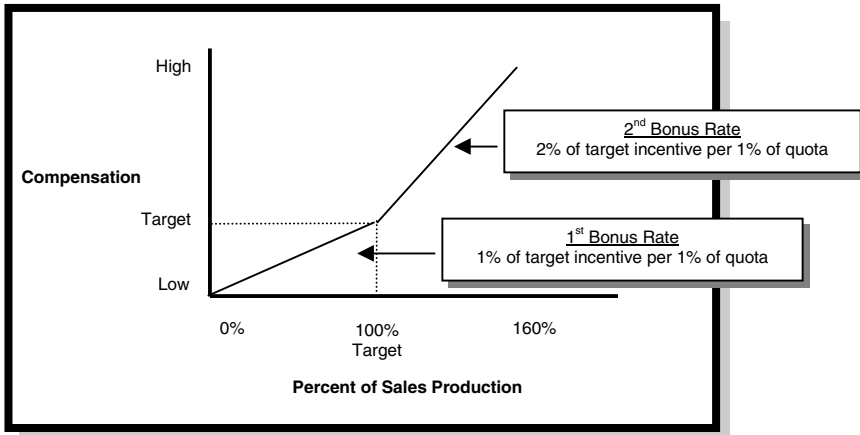 High
2nd Bonus Rate
2% of target incentive per 1% of quota
Compensation
Target
1st Bonus Rate
1% of target incentive per 1% of quota
Low
0%
100%
160%
Target
Percent of Sales Production